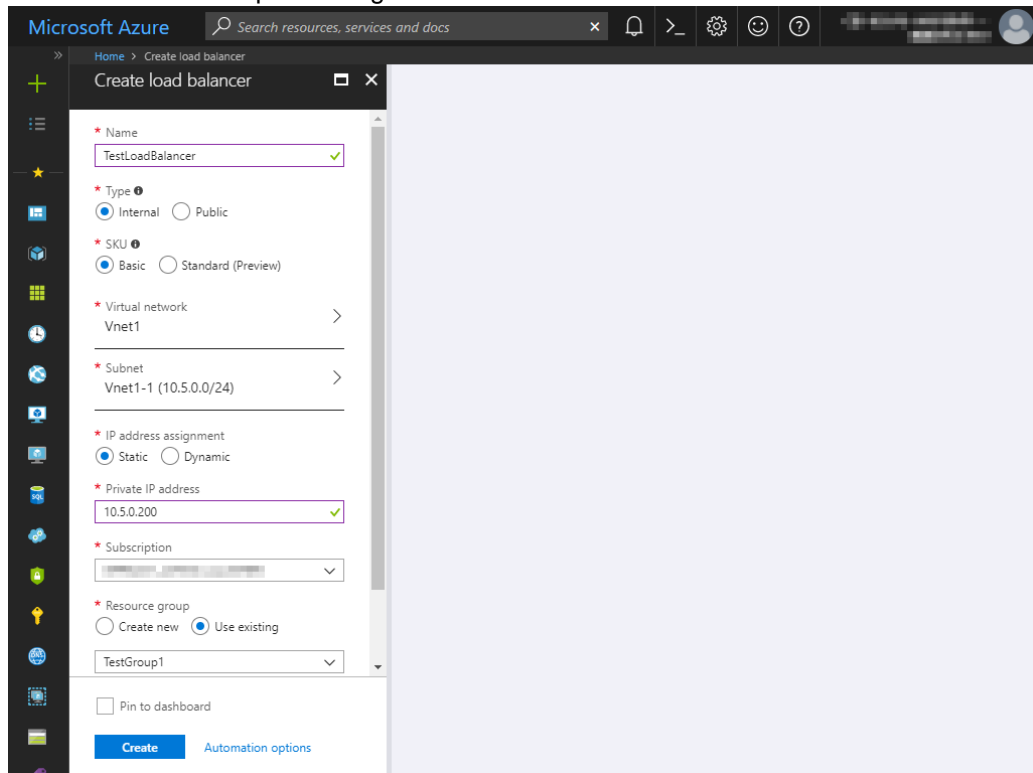 Microsoft Azure
Search resources, services and docs
Home > Create load balancer
Create load balancer
* Name
TestLoadBalancer
* Type
Internal Public
* SKU
Basic Standard (Preview)
* Virtual network
Vnet1
* Subnet
Vnet1-1 (10.5.0.0/24)
* IP address assignment
Static Dynamic
* Private IP address
10.5.0.200
* Subscription
* Resource group
Create new Use existing
TestGroup1
Pin to dashboard
Create Automation options
SQL
DNS